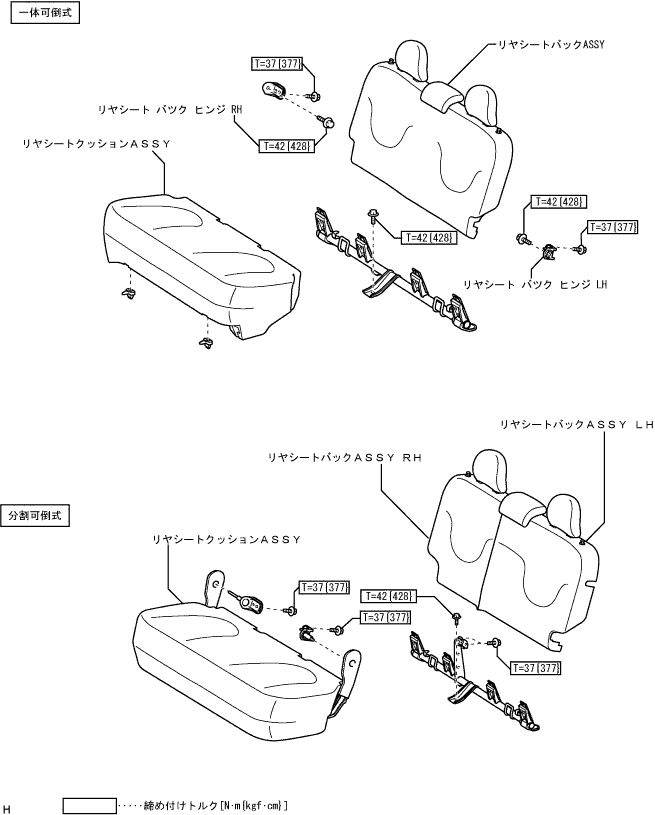 一体可倒式
リヤシートバックASSY
T=37{377}
リヤシート バツク ヒンジ RH
T=42{428}
リヤシートクッションASSY
T=42{428}
T=37{377}
T=42{428}
リヤシート バツク ヒンジ LH
リヤシートバックASSY LH
リヤシートバックASSY RH
分割可倒式
リヤシートクッションASSY
T=37{377}
T=42{428}
T=37{377}
T=37{377}
H
‥‥‥締め付けトルク[N・m{kgf・cm}]